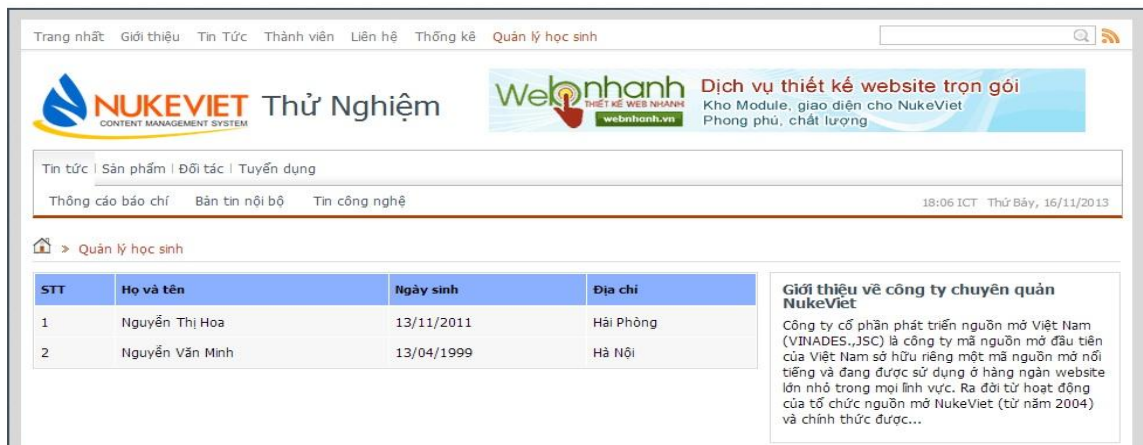 Trang nhất Giới thiệu Tin Tức Thành viên Liên hệ Thống kê Quản lý học sinh
NUKEVIET Thử Nghiệm
CONTENT MANAGEMENT SYSTEM
Webnhanh
THIẾT KẾ WEB NHANH
webnhanh.vn
Dịch vụ thiết kế website trọn gói
Kho Module, giao diện cho NukeViet
Phong phú, chất lượng
Tin tức | Sản phẩm | Đối tác | Tuyển dụng
Thông cáo báo chí Bản tin nội bộ Tin công nghệ 18:06 ICT Thứ Bảy, 16/11/2013
» Quản lý học sinh
STT Họ và tên Ngày sinh Địa chỉ
1 Nguyễn Thị Hoa 13/11/2011 Hải Phòng
2 Nguyễn Văn Minh 13/04/1999 Hà Nội
Giới thiệu về công ty chuyên quản
NukeViet
Công ty cổ phần phát triển nguồn mở Việt Nam
(VINADES.,JSC) là công ty mã nguồn mở đầu tiên
của Việt Nam sở hữu riêng một mã nguồn mở nổi
tiếng và đang được sử dụng ở hàng ngàn website
lớn nhỏ trong mọi lĩnh vực. Ra đời từ hoạt động
của tổ chức nguồn mở NukeViet (từ năm 2004)
và chính thức được...